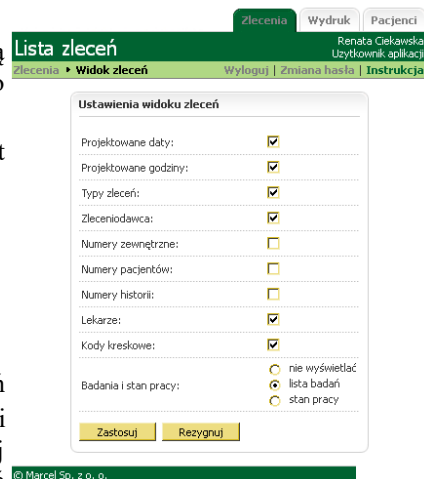 Zlecenia Wydruk Pacjenci
Lista zleceń
Renata Ciekawska
Uzytkownik aplikacji
Zlecenia ▸ Widok zleceń Wyloguj | Zmiana hasła | Instrukcja
Ustawienia widoku zleceń
Projektowane daty:
Projektowane godziny:
Typy zleceń:
Zleceniodawca:
Numery zewnętrzne:
Numery pacjentów:
Numery historii:
Lekarze:
Kody kreskowe:
Badania i stan pracy:
nie wyświetlać
lista badań
stan pracy
Zastosuj Rezygnuj
© Marcel Sp. z o. o.